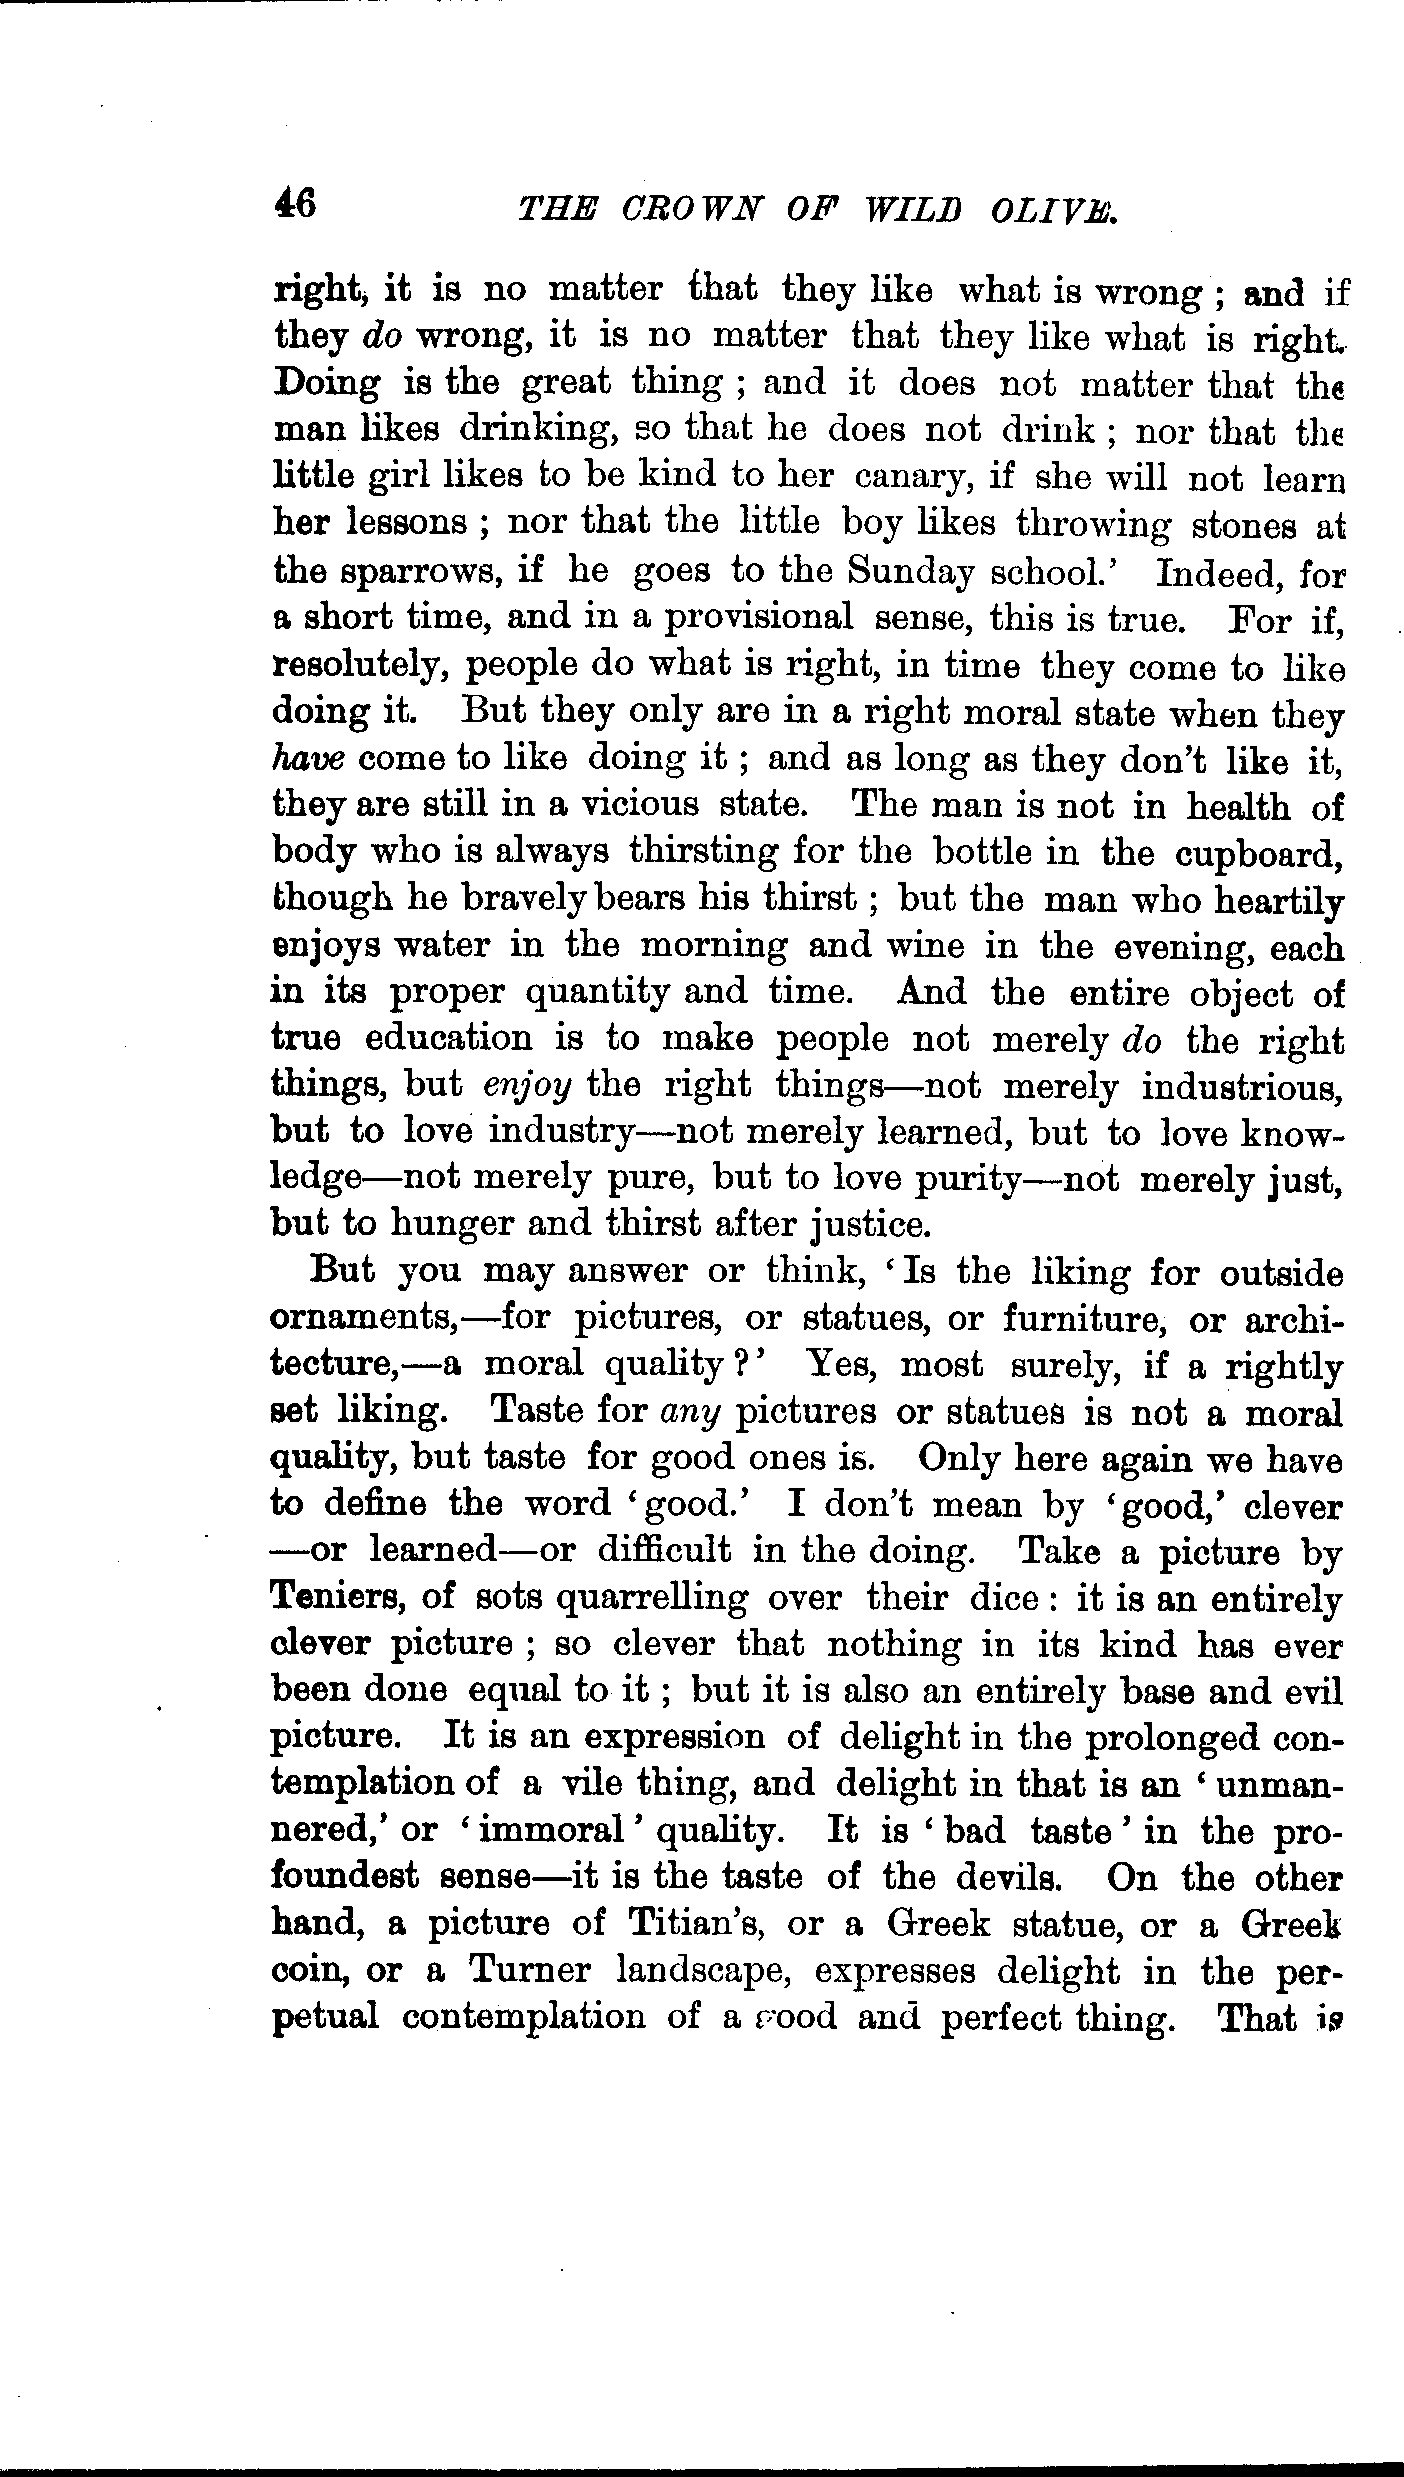 46 THE CROWN OF WILD OLIVE.
right, it is no matter that they like what is wrong ; and if
they do wrong, it is no matter that they like what is right.
Doing is the great thing ; and it does not matter that the
man likes drinking, so that he does not drink ; nor that the
little girl likes to be kind to her canary, if she will not learn
her lessons ; nor that the little boy likes throwing stones at
the sparrows, if he goes to the Sunday school.’ Indeed, for
a short time, and in a provisional sense, this is true. For if,
resolutely, people do what is right, in time they come to like
doing it. But they only are in a right moral state when they
have come to like doing it ; and as long as they don’t like it,
they are still in a vicious state. The man is not in health of
body who is always thirsting for the bottle in the cupboard,
though he bravely bears his thirst ; but the man who heartily
enjoys water in the morning and wine in the evening, each
in its proper quantity and time. And the entire object of
true education is to make people not merely do the right
things, but enjoy the right things—not merely industrious,
but to love industry—not merely learned, but to love know-
ledge—not merely pure, but to love purity—not merely just,
but to hunger and thirst after justice.
But you may answer or think, ‘Is the liking for outside
ornaments,—for pictures, or statues, or furniture, or archi-
tecture,—a moral quality ?’ Yes, most surely, if a rightly
set liking. Taste for any pictures or statues is not a moral
quality, but taste for good ones is. Only here again we have
to define the word ‘good.’ I don’t mean by ‘good,’ clever
—or learned—or difficult in the doing. Take a picture by
Teniers, of sots quarrelling over their dice : it is an entirely
clever picture ; so clever that nothing in its kind has ever
been done equal to it ; but it is also an entirely base and evil
picture. It is an expression of delight in the prolonged con-
templation of a vile thing, and delight in that is an ‘unman-
nered,’ or ‘immoral’ quality. It is ‘bad taste’ in the pro-
foundest sense—it is the taste of the devils. On the other
hand, a picture of Titian’s, or a Greek statue, or a Greek
coin, or a Turner landscape, expresses delight in the per-
petual contemplation of a good and perfect thing. That is